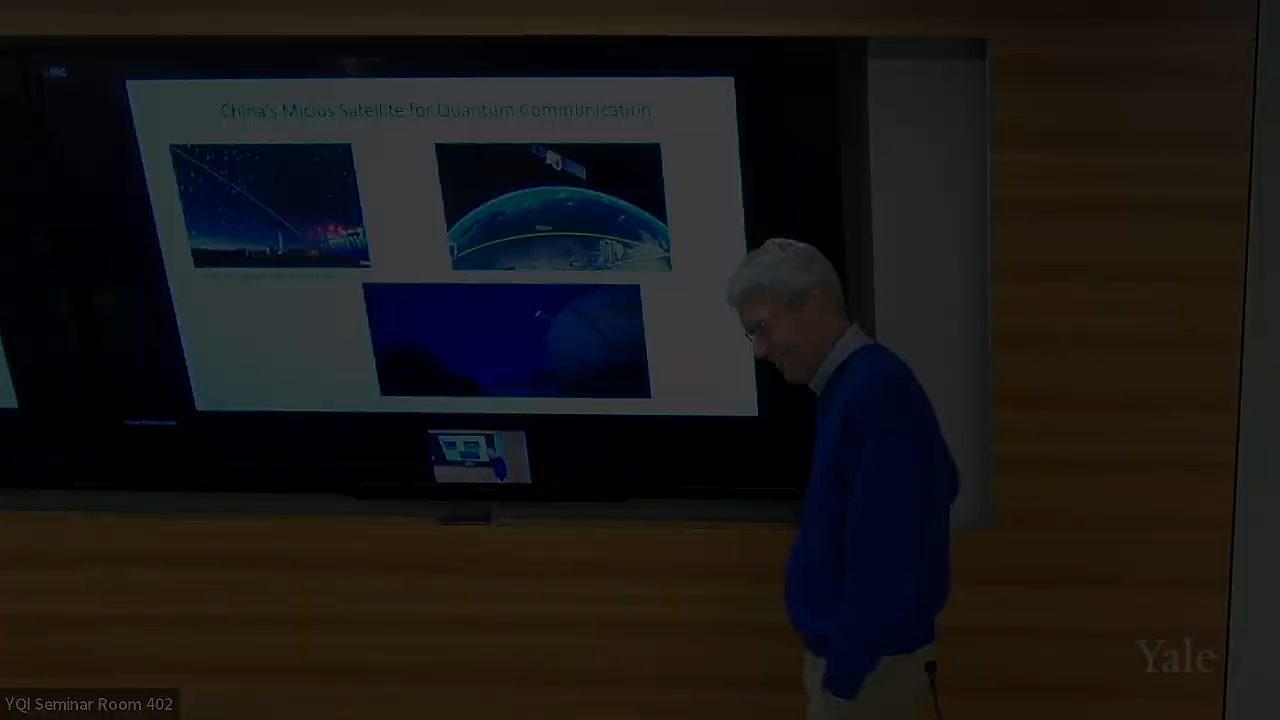 China's Micius Satellite for Quantum Communication
Yale
YQI Seminar Room 402